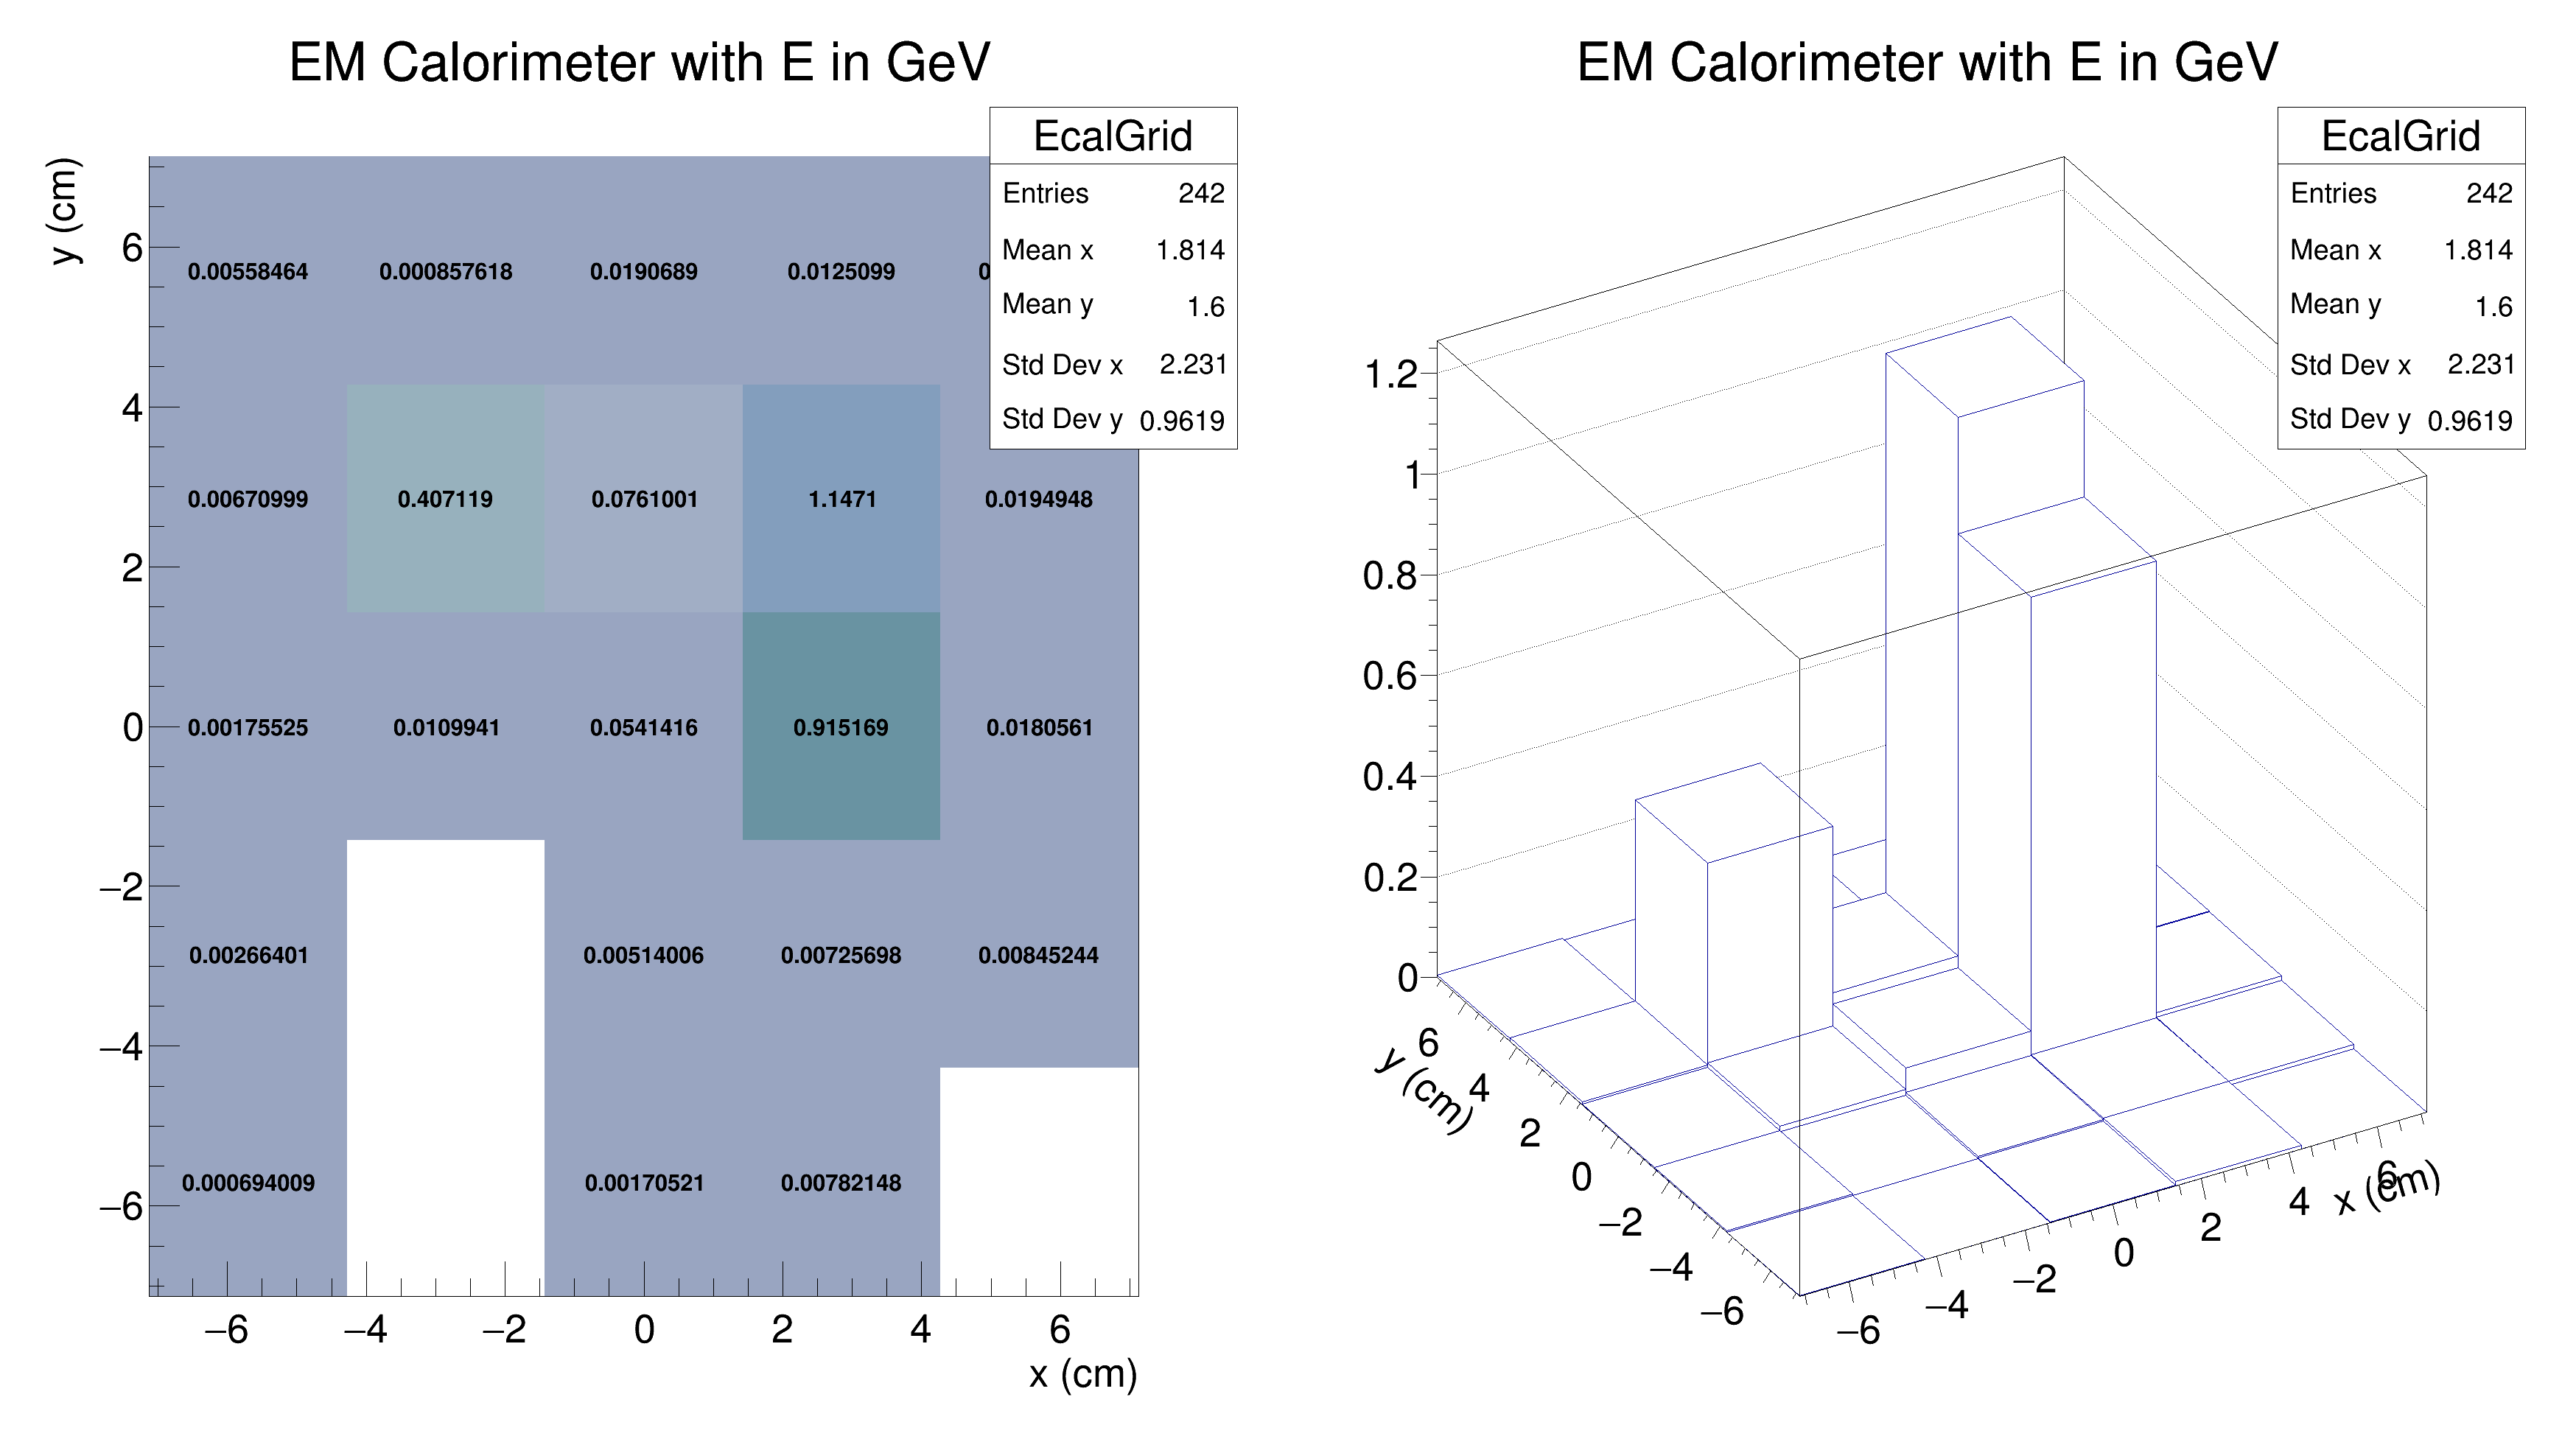 EM Calorimeter with E in GeV
EcalGrid
Entries 242
Mean x 1.814
Mean y 1.6
Std Dev x 2.231
Std Dev y 0.9619
y (cm)
6
4
2
0
−2
−4
−6
0.00558464 0.000857618 0.0190689 0.0125099
0.00670999 0.407119 0.0761001 1.1471 0.0194948
0.00175525 0.0109941 0.0541416 0.915169 0.0180561
0.00266401 0.00514006 0.00725698 0.00845244
0.000694009 0.00170521 0.00782148
−6 −4 −2 0 2 4 6
x (cm)
EM Calorimeter with E in GeV
EcalGrid
Entries 242
Mean x 1.814
Mean y 1.6
Std Dev x 2.231
Std Dev y 0.9619
1.2
1
0.8
0.6
0.4
0.2
0
6
4
2
0
−2
−4
−6
y (cm)
−6
−4
−2
0
2
4
6
x (cm)